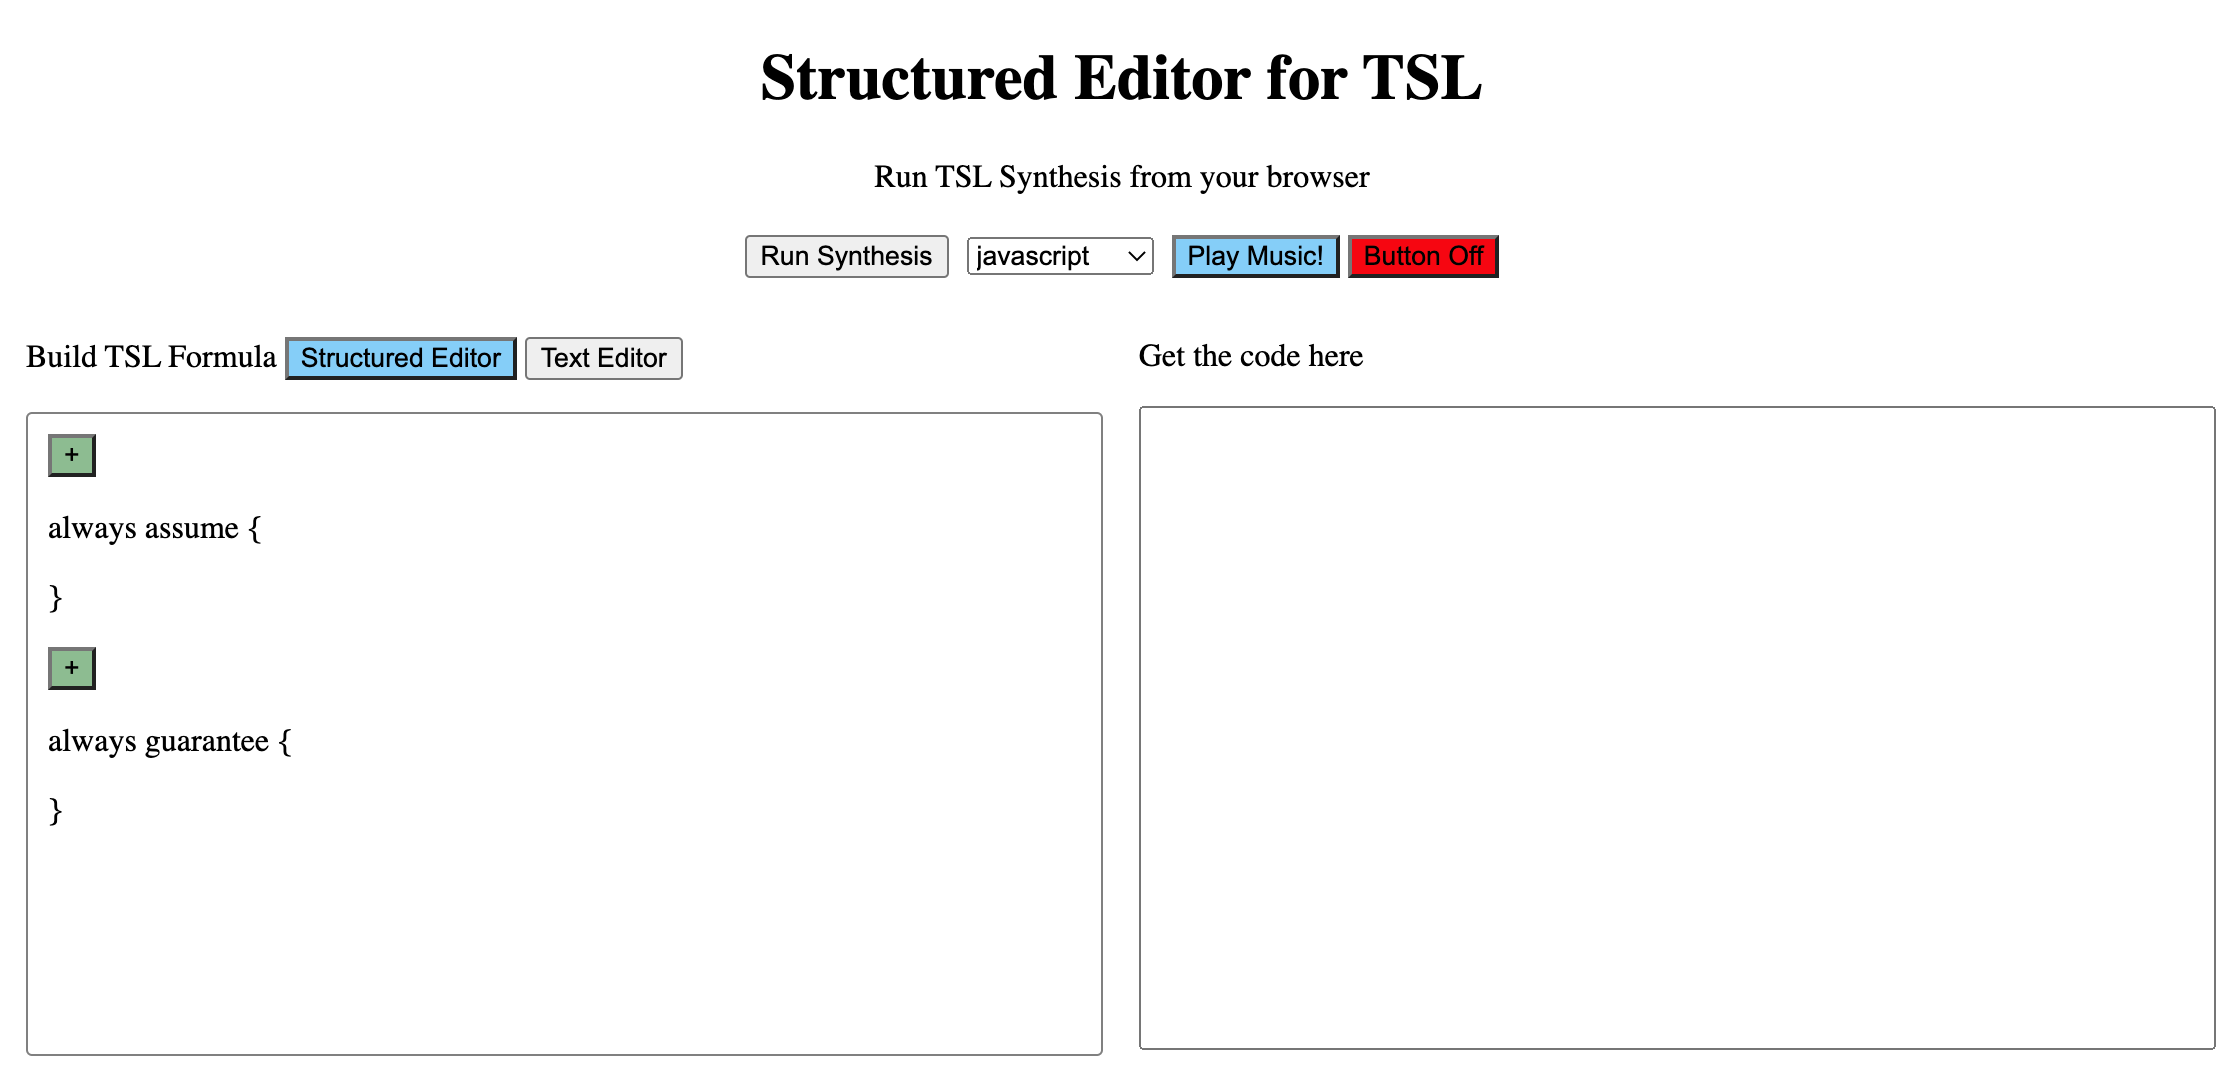 Structured Editor for TSL
Run TSL Synthesis from your browser
Run Synthesis javascript Play Music! Button Off
Build TSL Formula Structured Editor Text Editor
+
always assume {
}
+
always guarantee {
}
Get the code here